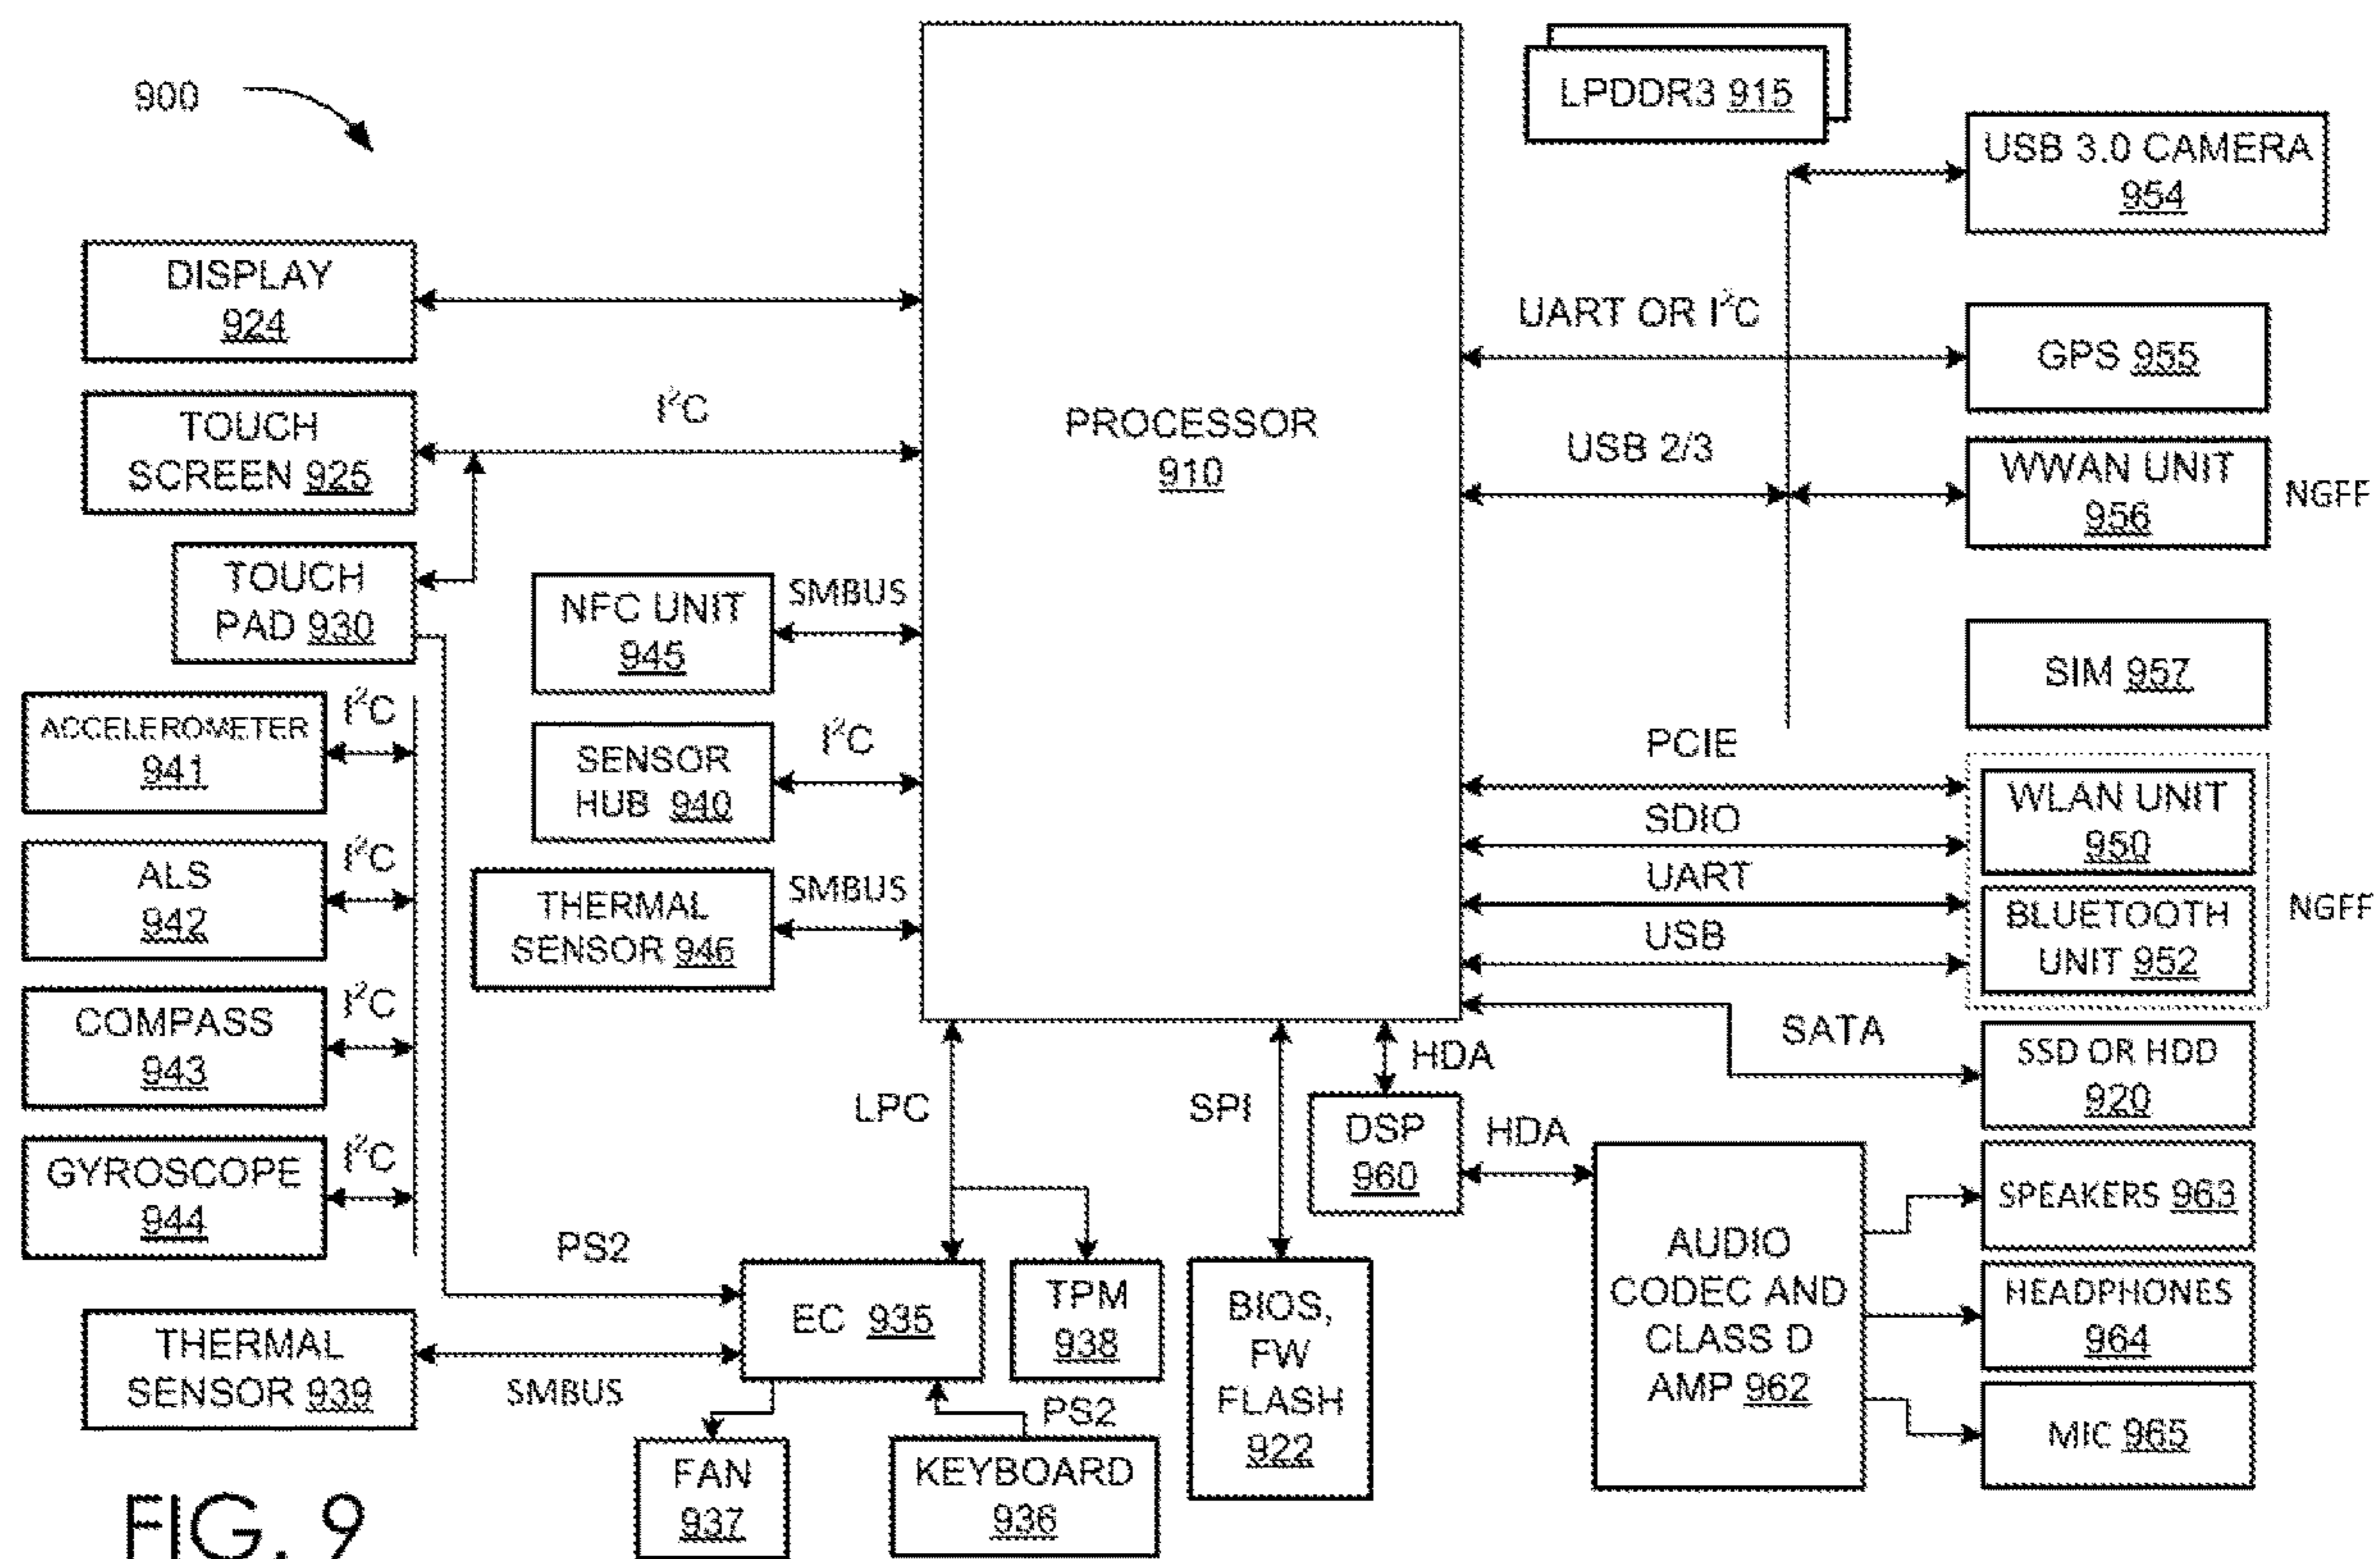 900
LPDDR3 915
USB 3.0 CAMERA
954
DISPLAY
924
UART OR I²C
GPS 955
TOUCH
SCREEN 925
I²C
PROCESSOR
910
USB 2/3
WWAN UNIT
956
NGFF
TOUCH
PAD 930
NFC UNIT
945
SMBUS
SIM 957
ACCELEROMETER
941
I²C
SENSOR
HUB 940
I²C
PCIE
SDIO
UART
USB
WLAN UNIT
950
BLUETOOTH
UNIT 952
NGFF
ALS
942
I²C
THERMAL
SENSOR 946
SMBUS
COMPASS
943
I²C
SATA
SSD OR HDD
920
GYROSCOPE
944
I²C
LPC
SPI
HDA
DSP
960
HDA
SPEAKERS 963
PS2
EC 935
TPM
938
BIOS,
FW
FLASH
922
AUDIO
CODEC AND
CLASS D
AMP 962
HEADPHONES
964
THERMAL
SENSOR 939
SMBUS
PS2
MIC 965
FAN
937
KEYBOARD
936
FIG. 9